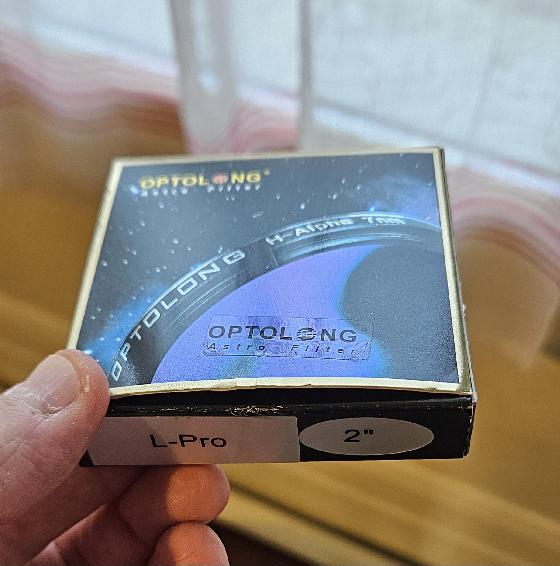 OPTOLONG®
Astro Filter
OPTOLONG H-Alpha 7nm
OPTOLONG
Astro Filter
L-Pro
2"